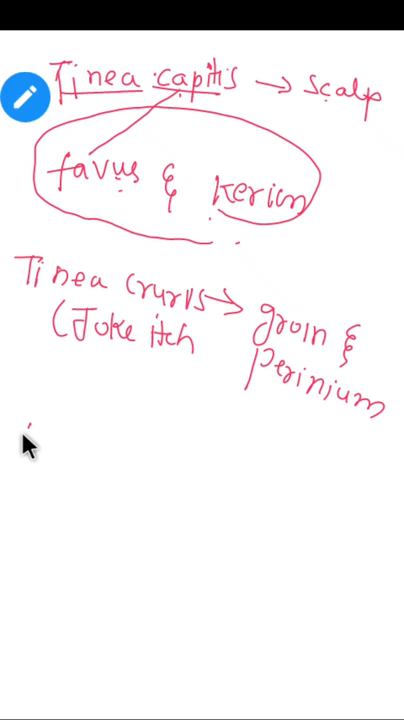 Tinea capitis → scalp
favus & kerion
Tinea cruris → groin &
(Joke itch perinium